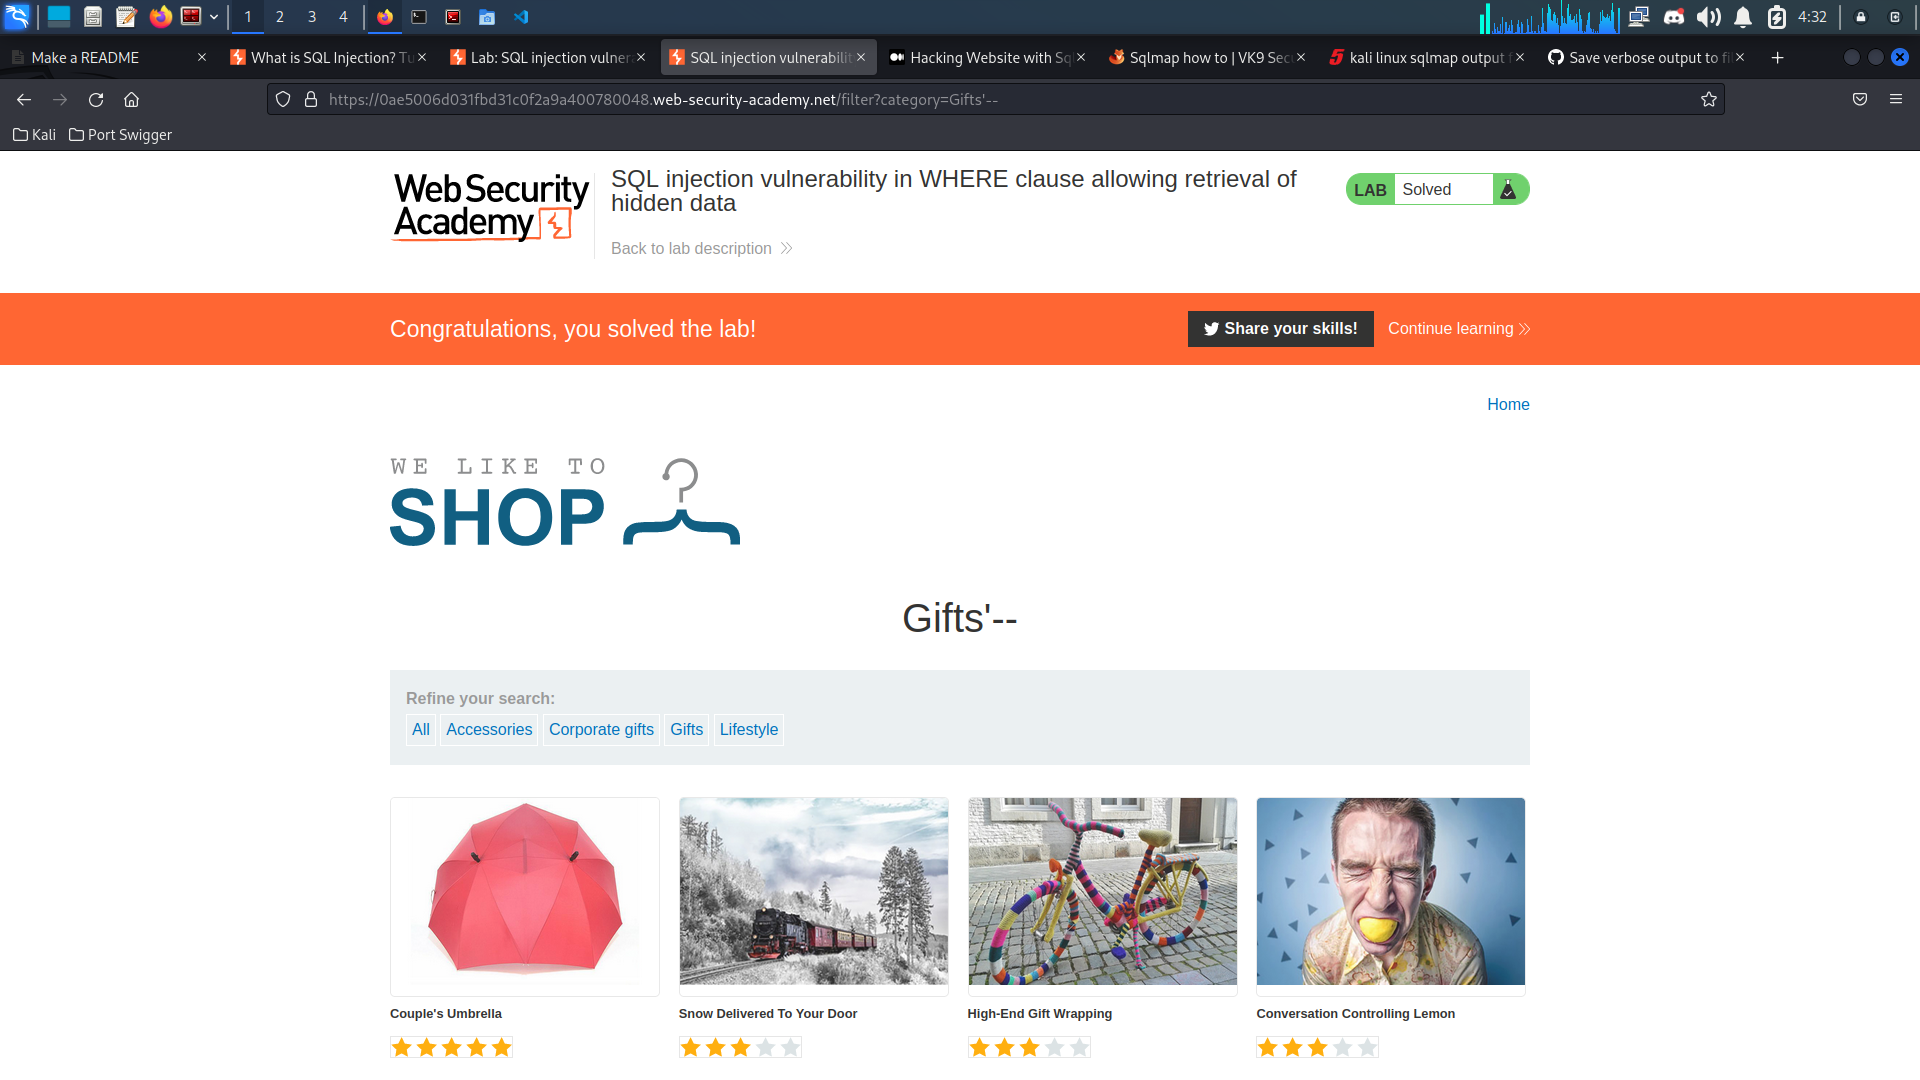 1 2 3 4 4:32
Make a README
What is SQL Injection? Tu
Lab: SQL injection vulner
SQL injection vulnerabilit
Hacking Website with Sq
Sqlmap how to | VK9 Sec
kali linux sqlmap output f
Save verbose output to fi
https://0ae5006d031fbd31c0f2a9a400780048.web-security-academy.net/filter?category=Gifts'--
Kali Port Swigger
Web Security
Academy
SQL injection vulnerability in WHERE clause allowing retrieval of
hidden data
LAB Solved
Back to lab description
Congratulations, you solved the lab!
Share your skills! Continue learning
Home
WE LIKE TO
SHOP
Gifts'--
Refine your search:
All Accessories Corporate gifts Gifts Lifestyle
Couple's Umbrella
Snow Delivered To Your Door
High-End Gift Wrapping
Conversation Controlling Lemon